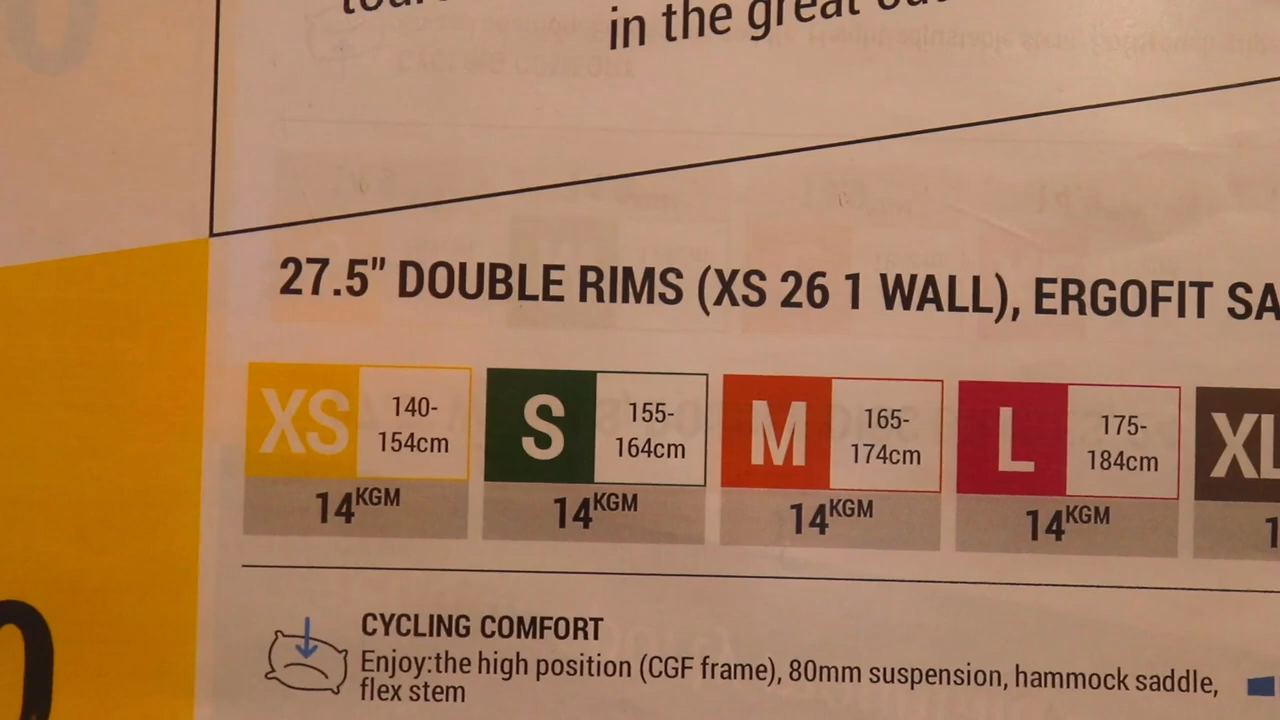 in the great
27.5" DOUBLE RIMS (XS 26 1 WALL), ERGOFIT
XS 140-154cm
14KGM
S 155-164cm
14KGM
M 165-174cm
14KGM
L 175-184cm
14KGM
XL
CYCLING COMFORT
Enjoy:the high position (CGF frame), 80mm suspension, hammock saddle,
flex stem